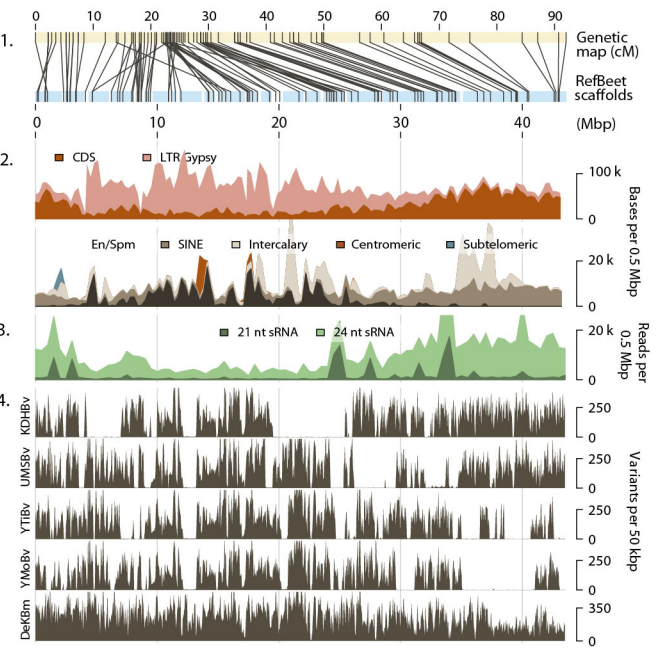 0 10 20 30 40 50 60 70 80 90
1.
Genetic
map (cM)
RefBeet
scaffolds
0 10 20 30 40 (Mbp)
2.
CDS LTR Gypsy
100 k
0
Bases per 0.5 Mbp
En/Spm SINE Intercalary Centromeric Subtelomeric
20 k
0
3.
21 nt sRNA 24 nt sRNA
20 k
0
Reads per
0.5 Mbp
4.
KDHBv
250
0
UMSBv
250
0
YTiBv
250
0
YMoBv
250
0
DeKBm
350
0
Variants per 50 kbp